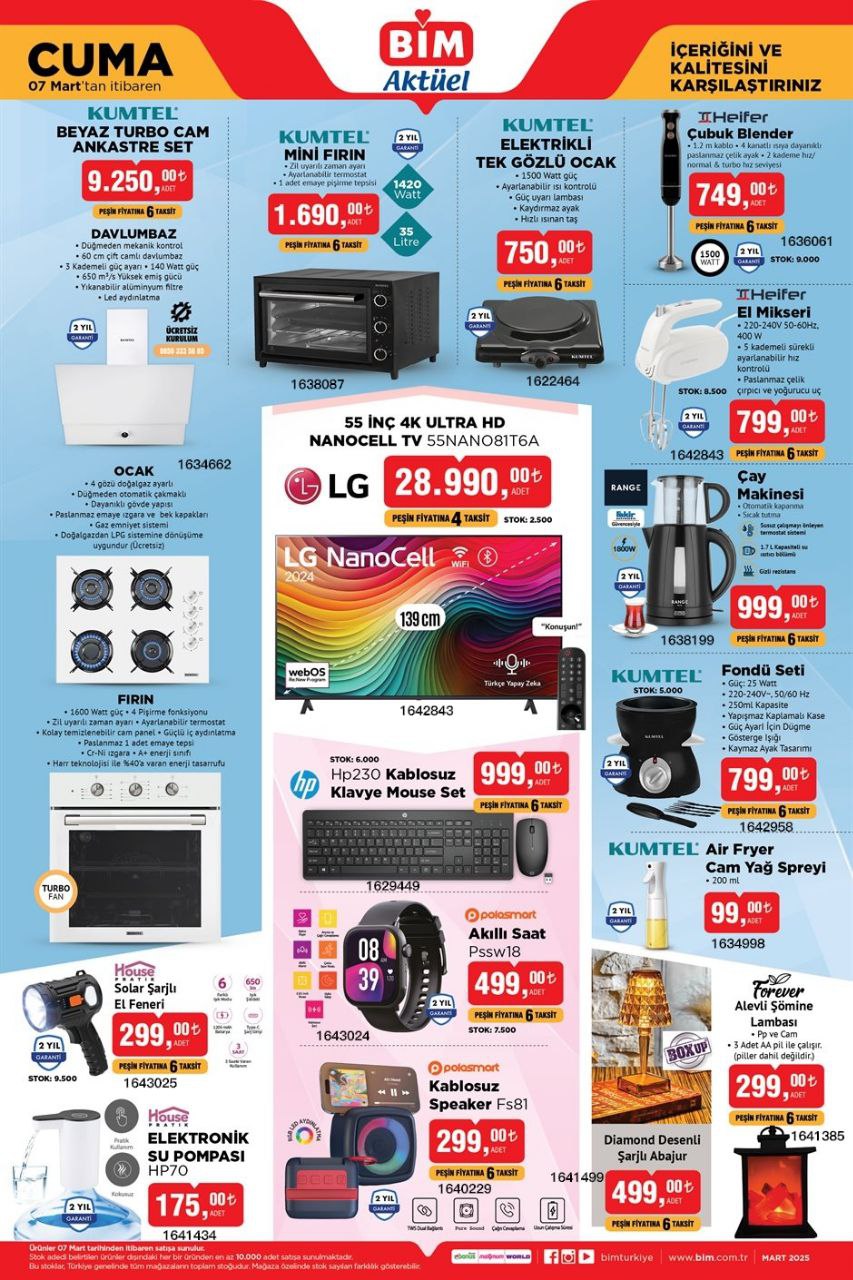 CUMA
07 Mart'tan itibaren
BİM
Aktüel
İÇERİĞİNİ VE
KALİTESİNİ
KARŞILAŞTIRINIZ
KUMTEL
BEYAZ TURBO CAM
ANKASTRE SET
9.250,00₺
ADET
PEŞİN FİYATINA 6 TAKSİT
DAVLUMBAZ
• Düğmeden mekanik kontrol
• 60 cm çift camlı davlumbaz
• 3 Kademeli güç ayarı • 140 Watt güç
• 650 m³/s Yüksek emiş gücü
• Yıkanabilir alüminyum filtre
• Led aydınlatma
2 YIL
GARANTİ
ÜCRETSİZ
KURULUM
1634662
OCAK
• 4 gözü doğalgaz ayarlı
• Düğmeden otomatik çakmaklı
• Dayanıklı gövde yapısı
• Paslanmaz emaye ızgara ve bek kapakları
• Gaz emniyet sistemi
• Doğalgazdan LPG sistemine dönüşüme
uygundur (Ücretsiz)
FIRIN
• 1600 Watt güç • 4 Pişirme fonksiyonu
• Zil uyarılı zaman ayarı • Ayarlanabilir termostat
• Kolay temizlenebilir cam panel • Güçlü iç aydınlatma
• Paslanmaz 1 adet emaye tepsi
• Cr-Ni ızgara • A+ enerji sınıfı
• Harr teknolojisi ile %40'a varan enerji tasarrufu
TURBO
FAN
KUMTEL
MİNİ FIRIN
• Zil uyarılı zaman ayarı
• Ayarlanabilir termostat
• 1 adet emaye pişirme tepsisi
2 YIL
GARANTİ
1420
Watt
35
Litre
1.690,00₺
ADET
PEŞİN FİYATINA 6 TAKSİT
1638087
KUMTEL
ELEKTRİKLİ
TEK GÖZLÜ OCAK
• 1500 Watt güç
• Ayarlanabilir ısı kontrolü
• Güç uyarı lambası
• Kaydırmaz ayak
• Hızlı ısınan taş
750,00₺
ADET
PEŞİN FİYATINA 6 TAKSİT
2 YIL
GARANTİ
KUMTEL
1622464
Heifer
Çubuk Blender
• 1.2 m kablo • 4 kanatlı ısıya dayanıklı
paslanmaz çelik ayak • 2 kademe hız/
normal & turbo hız seviyesi
749,00₺
ADET
PEŞİN FİYATINA 6 TAKSİT
1500
WATT
2 YIL
GARANTİ
1636061
STOK: 9.000
Heifer
El Mikseri
• 220-240V 50-60Hz,
400 W
• 5 kademeli sürekli
ayarlanabilir hız
kontrolü
• Paslanmaz çelik
çırpıcı ve yoğurucu uç
STOK: 8.500
2 YIL
GARANTİ
799,00₺
ADET
PEŞİN FİYATINA 6 TAKSİT
1642843
55 İNÇ 4K ULTRA HD
NANOCELL TV 55NANO81T6A
LG
28.990,00₺
ADET
PEŞİN FİYATINA 4 TAKSİT
STOK: 2.500
LG NanoCell
2024
WiFi
139 cm
"Konuşun!"
webOS
Re:New Program
Türkçe Yapay Zeka
1642843
RANGE
fakir
Güvencesiyle
1800W
2 YIL
GARANTİ
Çay
Makinesi
• Otomatik kapanma
• Sıcak tutma
Susuz çalışmayı önleyen
termostat sistemi
1.7 L Kapasiteli su
ısıtıcı bölümü
Gizli rezistans
RANGE
999,00₺
ADET
PEŞİN FİYATINA 6 TAKSİT
1638199
KUMTEL
STOK: 5.000
Fondü Seti
• Güç: 25 Watt
• 220-240V~, 50/60 Hz
• 250ml Kapasite
• Yapışmaz Kaplamalı Kase
• Güç Ayarı İçin Düğme
• Gösterge Işığı
• Kaymaz Ayak Tasarımı
KUMTEL
2 YIL
GARANTİ
799,00₺
ADET
PEŞİN FİYATINA 6 TAKSİT
1642958
STOK: 6.000
hp
Hp230 Kablosuz
Klavye Mouse Set
999,00₺
ADET
PEŞİN FİYATINA 6 TAKSİT
1629449
KUMTEL
Air Fryer
Cam Yağ Spreyi
• 200 ml
2 YIL
GARANTİ
99,00₺
ADET
1634998
polosmart
Akıllı Saat
Pssw18
08
39
2 YIL
GARANTİ
499,00₺
ADET
PEŞİN FİYATINA 6 TAKSİT
STOK: 7.500
1643024
House
PRATİK
Solar Şarjlı
El Feneri
299,00₺
ADET
PEŞİN FİYATINA 6 TAKSİT
2 YIL
GARANTİ
STOK: 9.500
6
650
3
SAAT
1643025
House
PRATİK
ELEKTRONİK
SU POMPASI
HP70
Pratik
Kullanım
Kokusuz
2 YIL
GARANTİ
175,00₺
ADET
1641434
polosmart
Kablosuz
Speaker Fs81
RGB LED AYDINLATMA
299,00₺
ADET
PEŞİN FİYATINA 6 TAKSİT
1640229
2 YIL
GARANTİ
TWS Dual Bağlantı
Pure Sound
Çağrı Cevaplama
Uzun Çalışma Süresi
BOX UP
Diamond Desenli
Şarjlı Abajur
1641499
499,00₺
ADET
PEŞİN FİYATINA 6 TAKSİT
Forever
Alevli Şömine
Lambası
• Pp ve Cam
• 3 Adet AA pil ile çalışır.
(piller dahil değildir.)
299,00₺
ADET
PEŞİN FİYATINA 6 TAKSİT
1641385
Ürünler 07 Mart tarihinden itibaren satışa sunulur.
Stok adedi belirtilen ürünler dışındaki her bir üründen en az 10.000 adet satışa sunulmaktadır.
Bu stoklar, Türkiye genelinde tüm mağazaların toplam stoğudur. Mağaza özelinde stok sayıları farklılık gösterebilir.
bonus
maximum
WORLD
bimturkiye
www.bim.com.tr
MART 2025